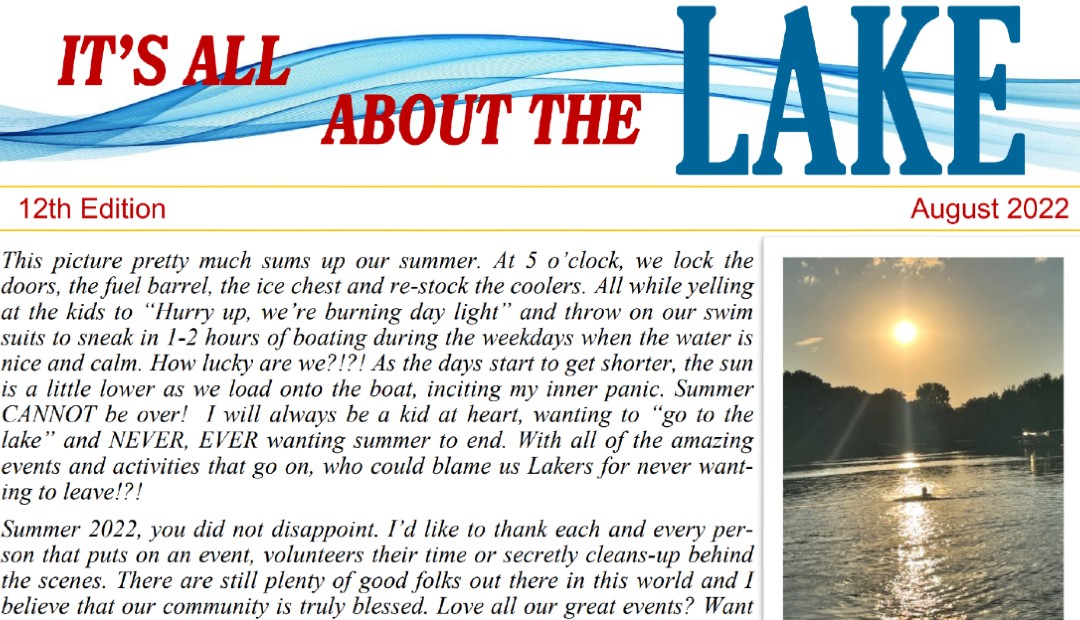 IT'S ALL
ABOUT THE
LAKE
12th Edition
August 2022
This picture pretty much sums up our summer. At 5 o'clock, we lock the
doors, the fuel barrel, the ice chest and re-stock the coolers. All while yelling
at the kids to “Hurry up, we're burning day light” and throw on our swim
suits to sneak in 1-2 hours of boating during the weekdays when the water is
nice and calm. How lucky are we?!?! As the days start to get shorter, the sun
is a little lower as we load onto the boat, inciting my inner panic. Summer
CANNOT be over!  I will always be a kid at heart, wanting to “go to the
lake” and NEVER, EVER wanting summer to end. With all of the amazing
events and activities that go on, who could blame us Lakers for never want-
ing to leave!?!
Summer 2022, you did not disappoint. I'd like to thank each and every per-
son that puts on an event, volunteers their time or secretly cleans-up behind
the scenes. There are still plenty of good folks out there in this world and I
believe that our community is truly blessed. Love all our great events? Want